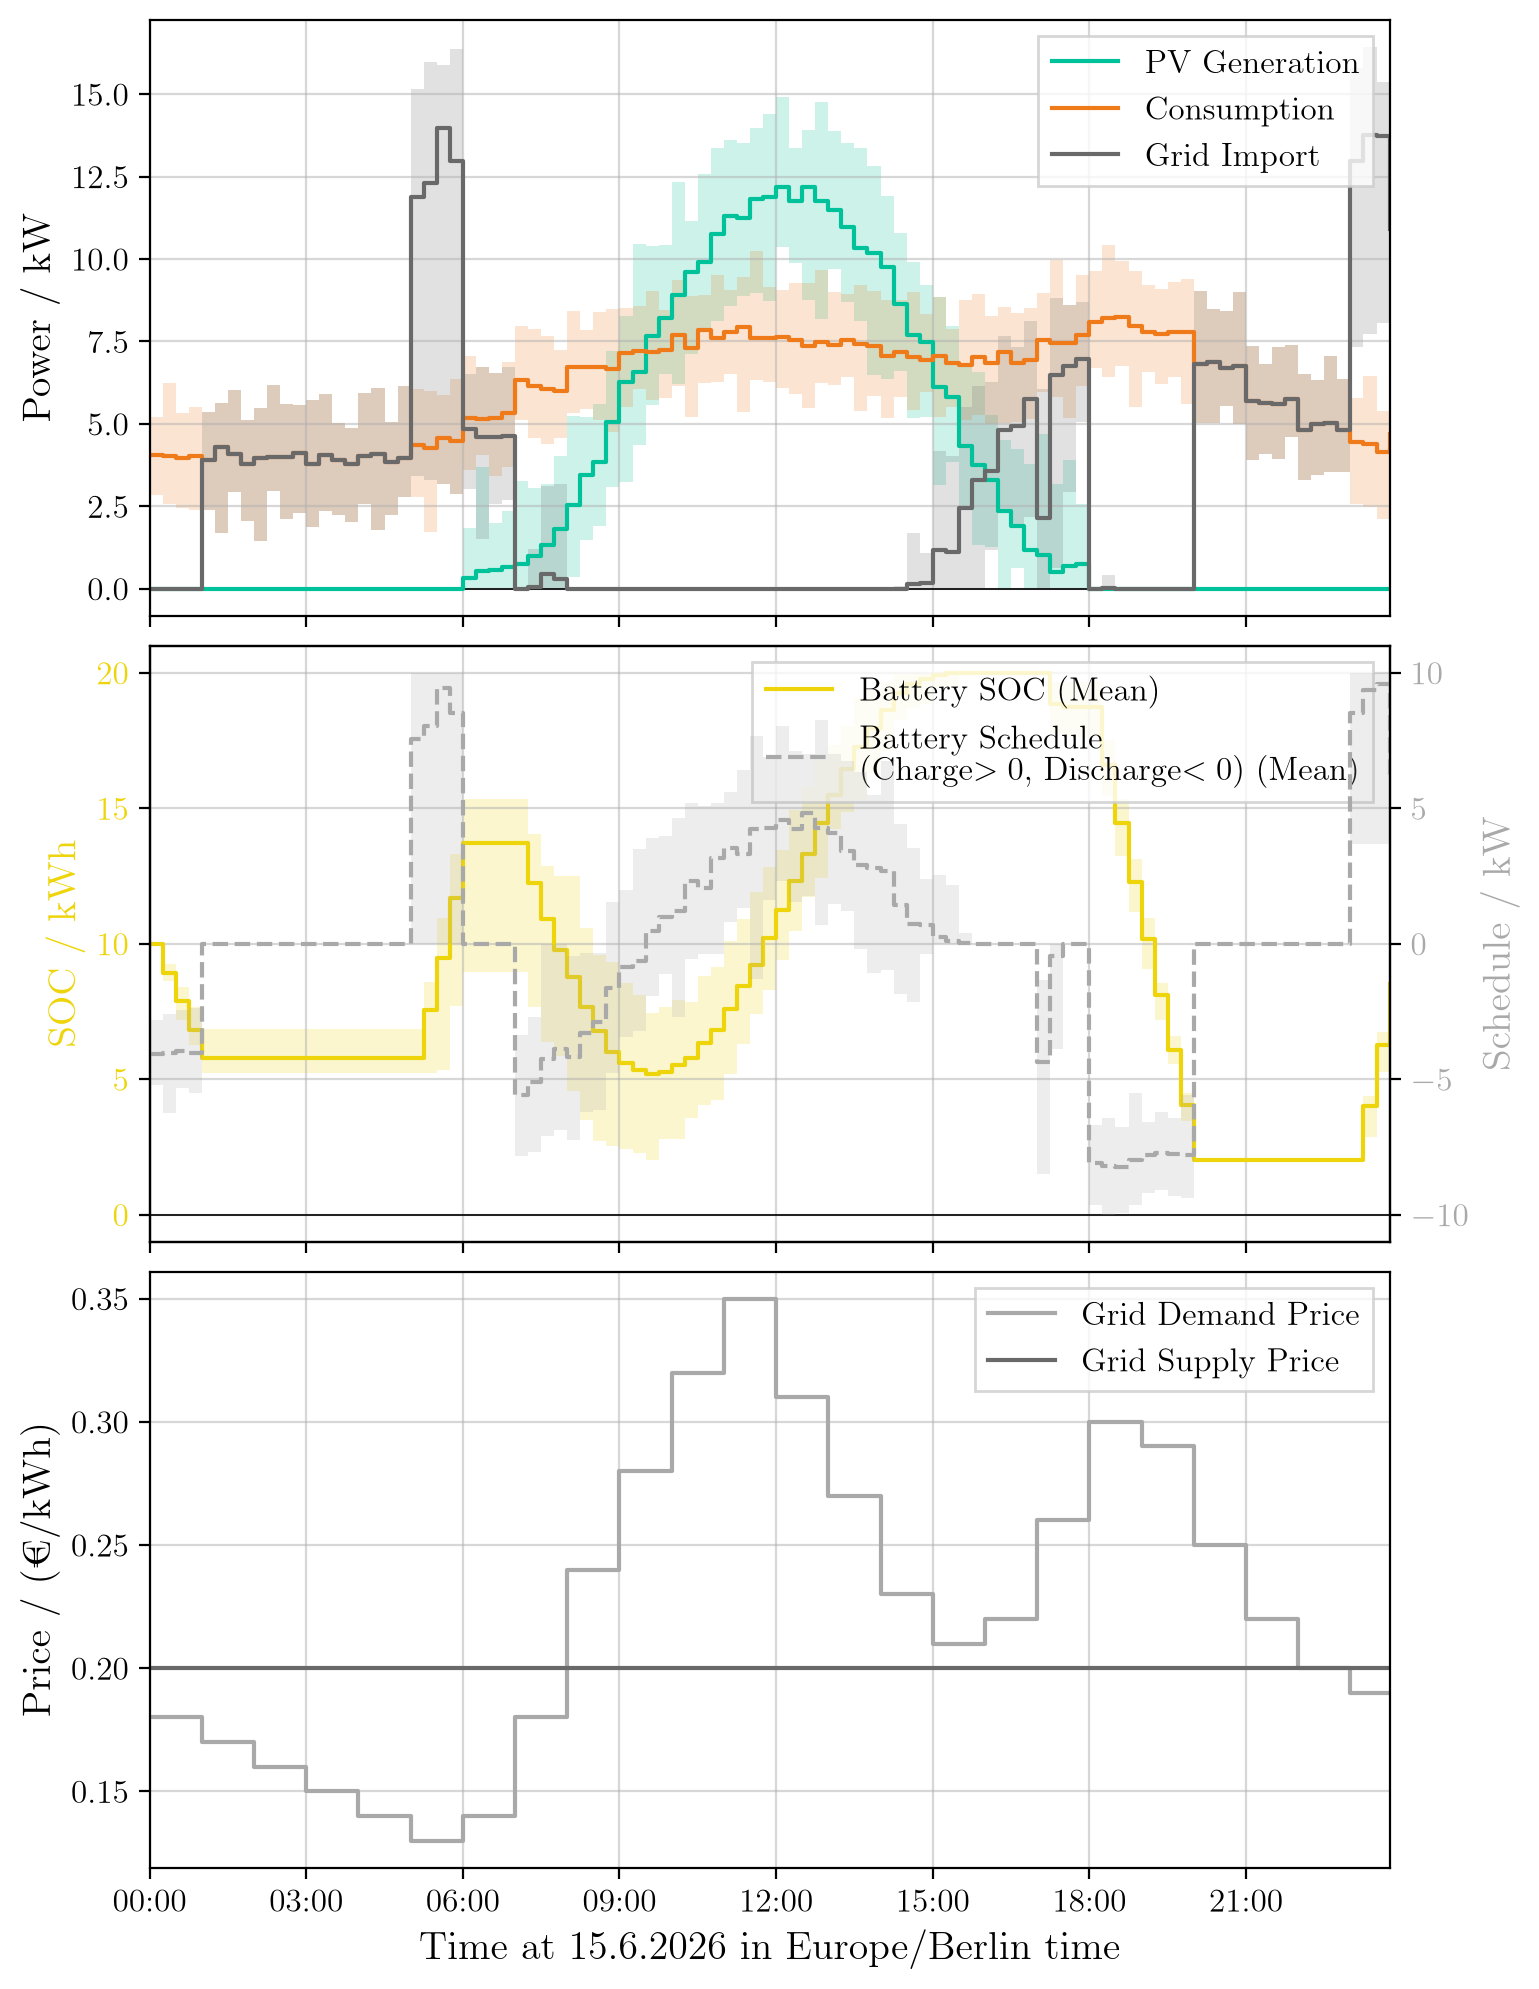 Power / kW
15.0
12.5
10.0
7.5
5.0
2.5
0.0
PV Generation
Consumption
Grid Import
SOC / kWh
20
15
10
5
0
Battery SOC (Mean)
Battery Schedule
(Charge> 0, Discharge< 0) (Mean)
10
5
0
−5
−10
Schedule / kW
Price / (€/kWh)
0.35
0.30
0.25
0.20
0.15
Grid Demand Price
Grid Supply Price
00:00 03:00 06:00 09:00 12:00 15:00 18:00 21:00
Time at 15.6.2026 in Europe/Berlin time